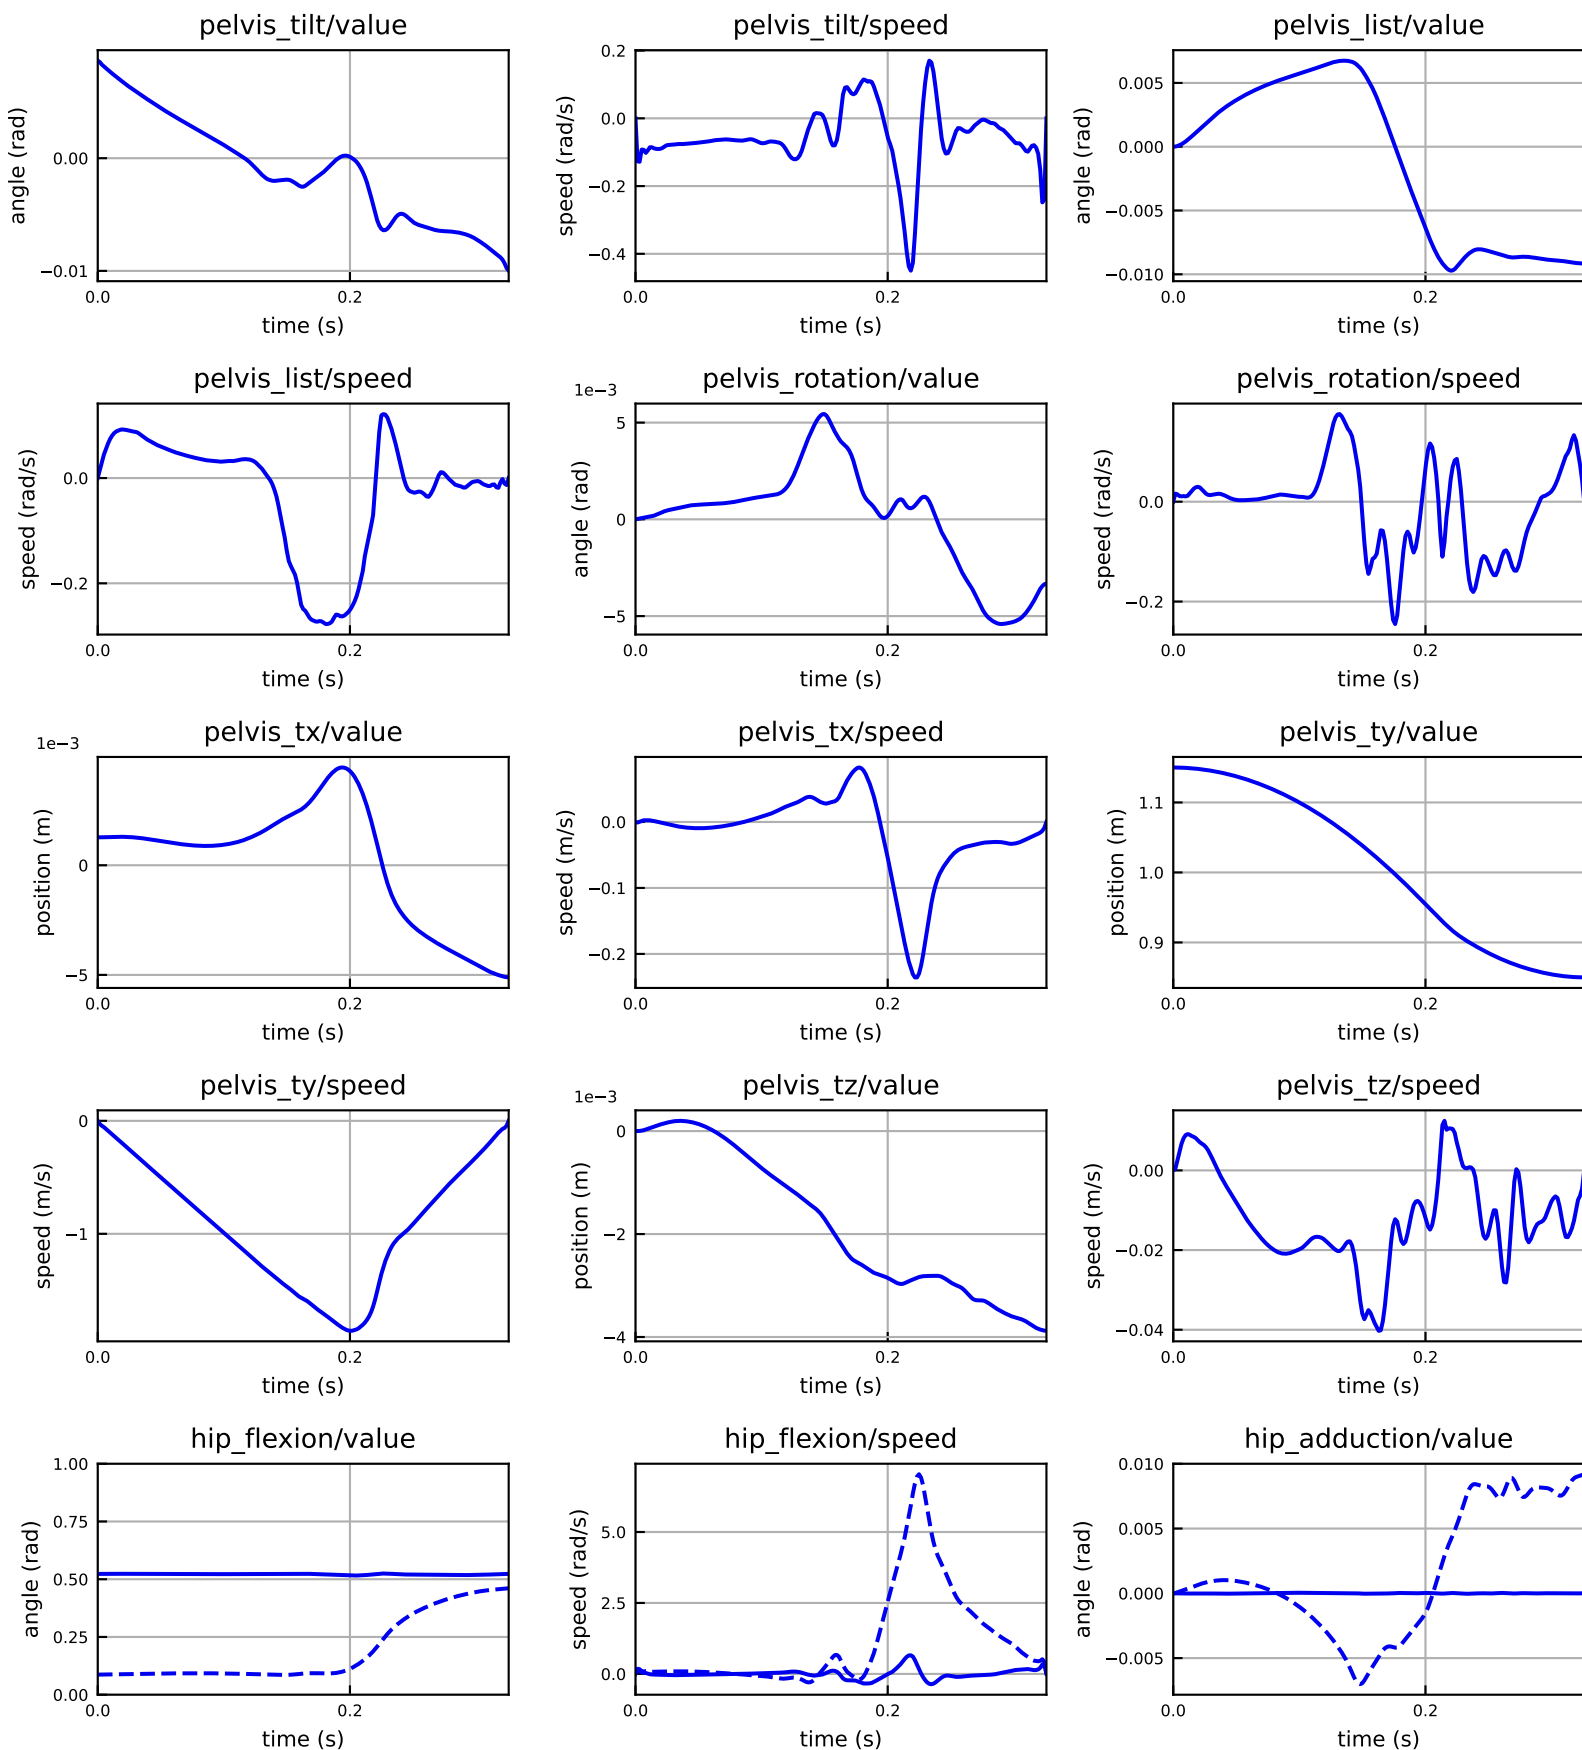 pelvis_tilt/value
angle (rad)
0.00
−0.01
0.0
0.2
time (s)
pelvis_tilt/speed
speed (rad/s)
0.2
0.0
−0.2
−0.4
0.0
0.2
time (s)
pelvis_list/value
angle (rad)
0.005
0.000
−0.005
−0.010
0.0
0.2
time (s)
pelvis_list/speed
speed (rad/s)
0.0
−0.2
0.0
0.2
time (s)
pelvis_rotation/value
1e−3
angle (rad)
5
0
−5
0.0
0.2
time (s)
pelvis_rotation/speed
speed (rad/s)
0.0
−0.2
0.0
0.2
time (s)
pelvis_tx/value
1e−3
position (m)
0
−5
0.0
0.2
time (s)
pelvis_tx/speed
speed (m/s)
0.0
−0.1
−0.2
0.0
0.2
time (s)
pelvis_ty/value
position (m)
1.1
1.0
0.9
0.0
0.2
time (s)
pelvis_ty/speed
speed (m/s)
0
−1
0.0
0.2
time (s)
pelvis_tz/value
1e−3
position (m)
0
−2
−4
0.0
0.2
time (s)
pelvis_tz/speed
speed (m/s)
0.00
−0.02
−0.04
0.0
0.2
time (s)
hip_flexion/value
angle (rad)
1.00
0.75
0.50
0.25
0.00
0.0
0.2
time (s)
hip_flexion/speed
speed (rad/s)
5.0
2.5
0.0
0.0
0.2
time (s)
hip_adduction/value
angle (rad)
0.010
0.005
0.000
−0.005
0.0
0.2
time (s)